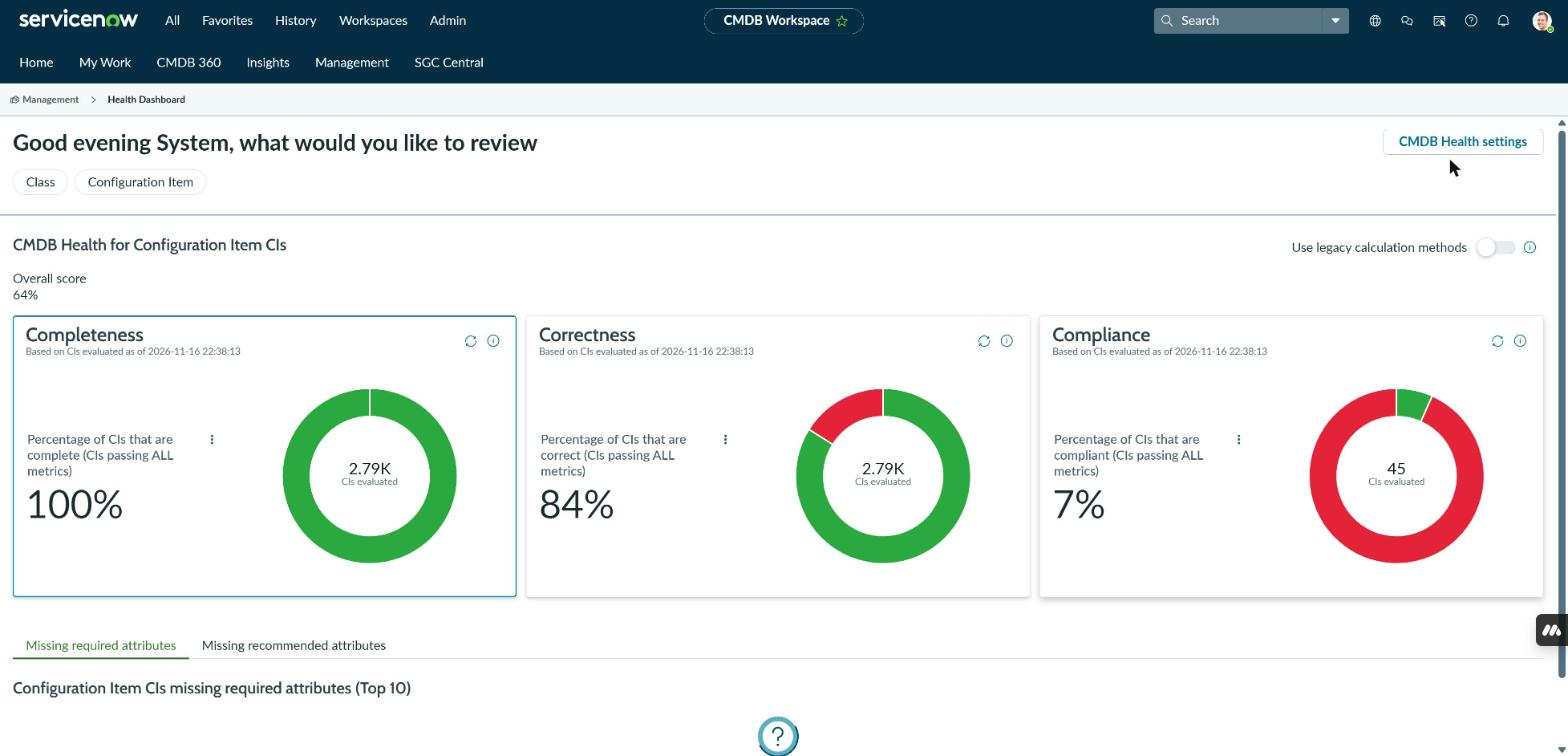 servicenow All Favorites History Workspaces Admin CMDB Workspace Search
Home My Work CMDB 360 Insights Management SGC Central
Management > Health Dashboard
Good evening System, what would you like to review
CMDB Health settings
Class Configuration Item
CMDB Health for Configuration Item CIs
Use legacy calculation methods
Overall score
64%
Completeness
Based on CIs evaluated as of 2026-11-16 22:38:13
Percentage of CIs that are
complete (CIs passing ALL
metrics)
100%
2.79K
CIs evaluated
Correctness
Based on CIs evaluated as of 2026-11-16 22:38:13
Percentage of CIs that are
correct (CIs passing ALL
metrics)
84%
2.79K
CIs evaluated
Compliance
Based on CIs evaluated as of 2026-11-16 22:38:13
Percentage of CIs that are
compliant (CIs passing ALL
metrics)
7%
45
CIs evaluated
Missing required attributes Missing recommended attributes
Configuration Item CIs missing required attributes (Top 10)
?